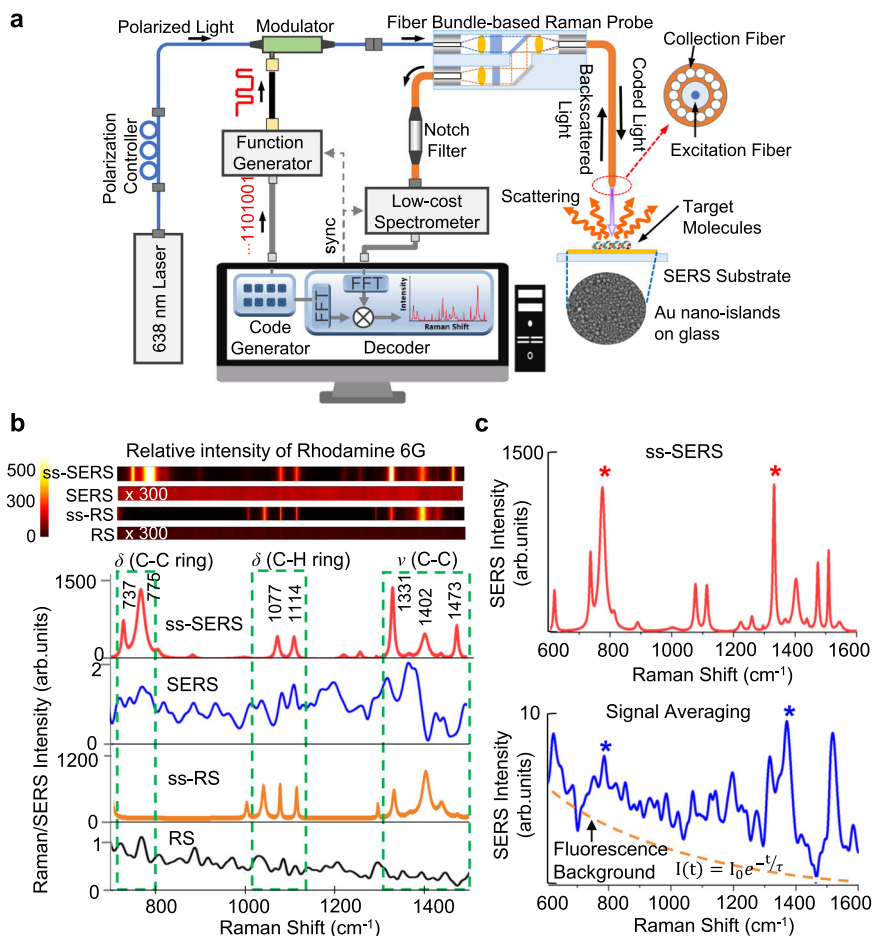 a
Polarized Light
Modulator
Fiber Bundle-based Raman Probe
Collection Fiber
Excitation Fiber
Polarization
Controller
Function
Generator
Notch
Filter
Backscattered
Light
Coded Light
...1101001
sync
Low-cost
Spectrometer
Scattering
Target
Molecules
SERS Substrate
Au nano-islands
on glass
638 nm Laser
Code
Generator
FFT
FFT
Intensity
Raman Shift
Decoder
b
Relative intensity of Rhodamine 6G
500
300
0
ss-SERS
SERS
x 300
ss-RS
RS
x 300
δ (C-C ring)
δ (C-H ring)
ν (C-C)
Raman/SERS Intensity (arb.units)
1500
0
737
775
1077
1114
1331
1402
1473
ss-SERS
2
0
SERS
1200
0
ss-RS
1
0
RS
800
1000
1200
1400
Raman Shift (cm⁻¹)
c
1500
ss-SERS
*
*
SERS Intensity
(arb.units)
600
800
1000
1200
1400
1600
Raman Shift (cm⁻¹)
10
Signal Averaging
*
*
SERS Intensity
(arb.units)
Fluorescence
Background
I(t) = I₀e^−t/τ
600
800
1000
1200
1400
1600
Raman Shift (cm⁻¹)